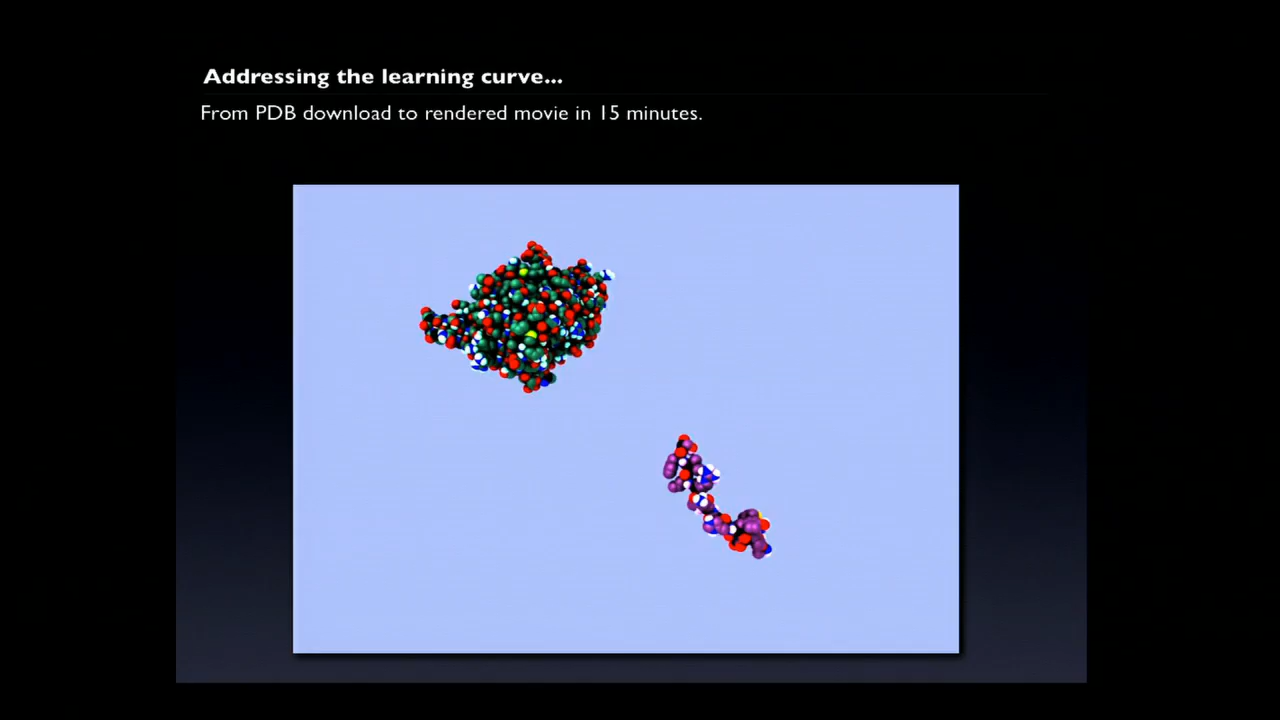 Addressing the learning curve...
From PDB download to rendered movie in 15 minutes.